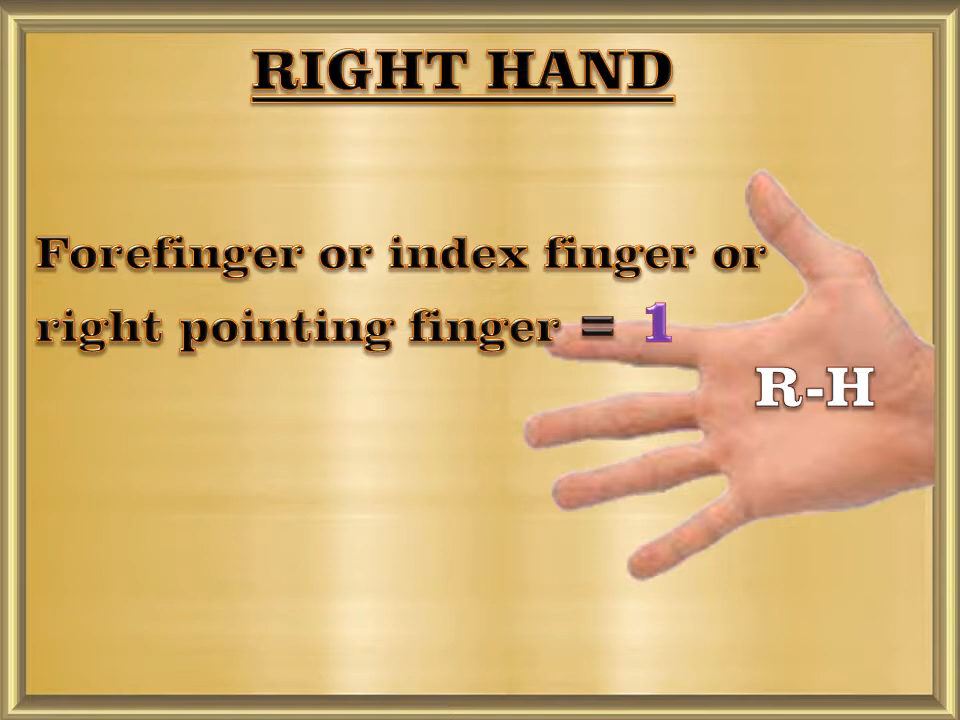 RIGHT HAND
Forefinger or index finger or
right pointing finger = 1
R-H